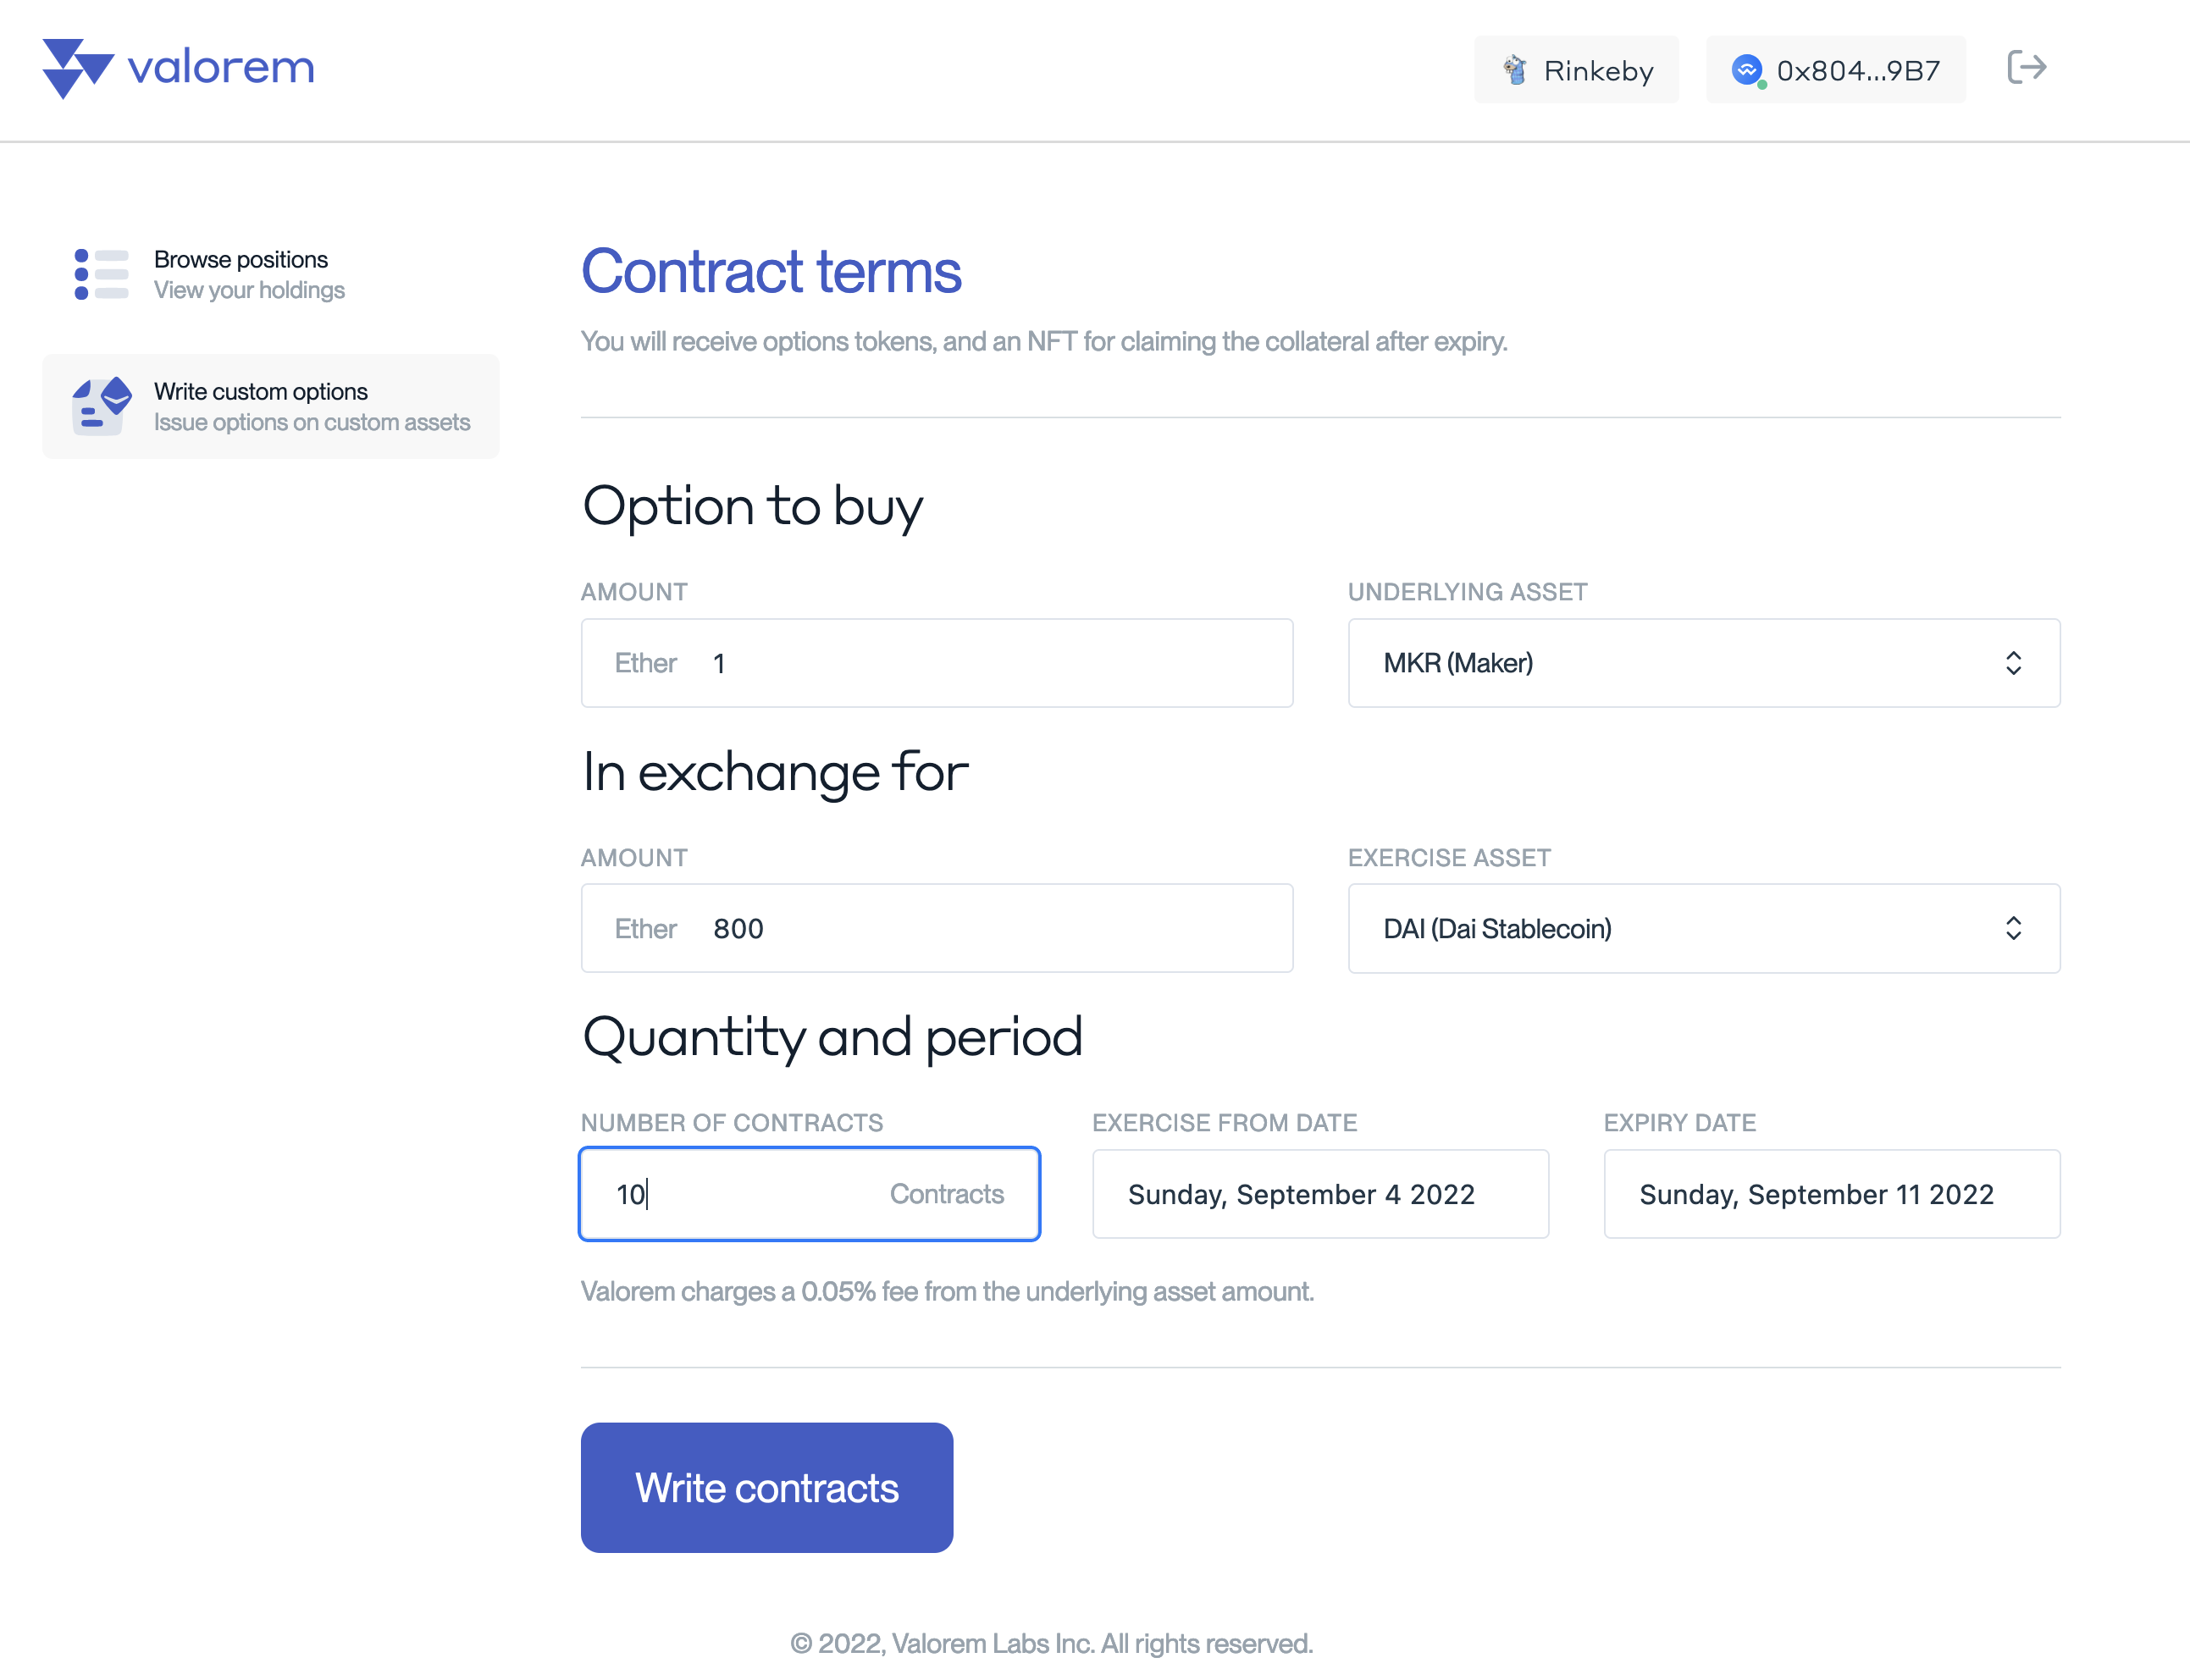 valorem
Rinkeby
0x804...9B7
Browse positions
View your holdings
Write custom options
Issue options on custom assets
Contract terms
You will receive options tokens, and an NFT for claiming the collateral after expiry.
Option to buy
AMOUNT
UNDERLYING ASSET
Ether 1
MKR (Maker)
In exchange for
AMOUNT
EXERCISE ASSET
Ether 800
DAI (Dai Stablecoin)
Quantity and period
NUMBER OF CONTRACTS
EXERCISE FROM DATE
EXPIRY DATE
10 Contracts
Sunday, September 4 2022
Sunday, September 11 2022
Valorem charges a 0.05% fee from the underlying asset amount.
Write contracts
© 2022, Valorem Labs Inc. All rights reserved.